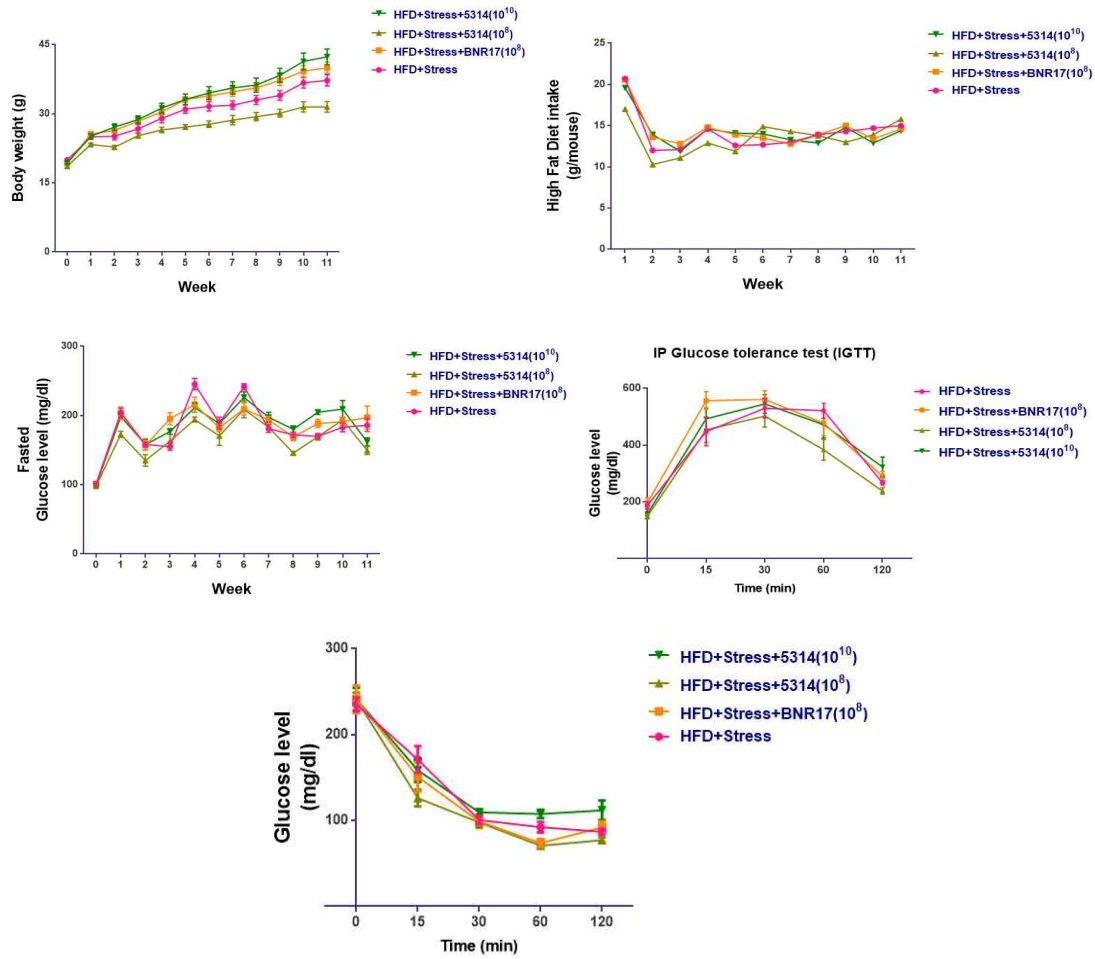 HFD+Stress+5314(10^10)
HFD+Stress+5314(10^8)
HFD+Stress+BNR17(10^8)
HFD+Stress
Body weight (g)
45
30
15
0
0 1 2 3 4 5 6 7 8 9 10 11
Week
HFD+Stress+5314(10^10)
HFD+Stress+5314(10^8)
HFD+Stress+BNR17(10^8)
HFD+Stress
High Fat Diet intake
(g/mouse)
25
20
15
10
5
0
1 2 3 4 5 6 7 8 9 10 11
Week
HFD+Stress+5314(10^10)
HFD+Stress+5314(10^8)
HFD+Stress+BNR17(10^8)
HFD+Stress
Fasted
Glucose level (mg/dl)
300
200
100
0
0 1 2 3 4 5 6 7 8 9 10 11
Week
IP Glucose tolerance test (IGTT)
HFD+Stress
HFD+Stress+BNR17(10^8)
HFD+Stress+5314(10^8)
HFD+Stress+5314(10^10)
Glucose level
(mg/dl)
600
400
200
0 15 30 60 120
Time (min)
HFD+Stress+5314(10^10)
HFD+Stress+5314(10^8)
HFD+Stress+BNR17(10^8)
HFD+Stress
Glucose level
(mg/dl)
300
200
100
0 15 30 60 120
Time (min)